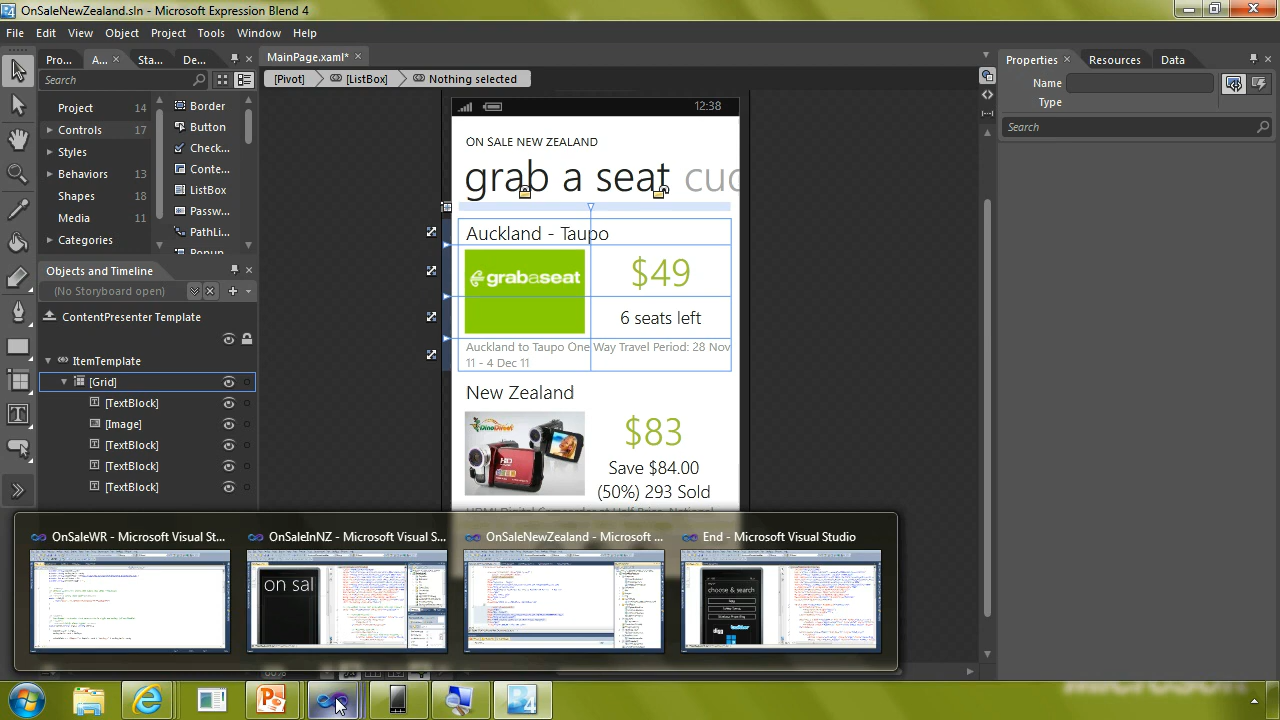 OnSaleNewZealand.sln - Microsoft Expression Blend 4
File Edit View Object Project Tools Window Help
Pro... A... Sta... De...
MainPage.xaml*
Properties Resources Data
Search
[Pivot] [ListBox] Nothing selected
Name
Type
Search
Project 14
Controls 17
Styles
Behaviors 13
Shapes 18
Media 11
Categories
Border
Button
Check...
Conte...
ListBox
Passw...
PathLi...
Popup
Objects and Timeline
(No Storyboard open)
ContentPresenter Template
ItemTemplate
[Grid]
[TextBlock]
[Image]
[TextBlock]
[TextBlock]
[TextBlock]
12:38
ON SALE NEW ZEALAND
grab a seat cud
Auckland - Taupo
grabaseat
$49
6 seats left
Auckland to Taupo One Way Travel Period: 28 Nov
11 - 4 Dec 11
New Zealand
DinoDirect
$83
Save $84.00
(50%) 293 Sold
OnSaleWR - Microsoft Visual St...
OnSaleInNZ - Microsoft Visual S...
OnSaleNewZealand - Microsoft ...
End - Microsoft Visual Studio
on sal
choose & search
digg
twitter